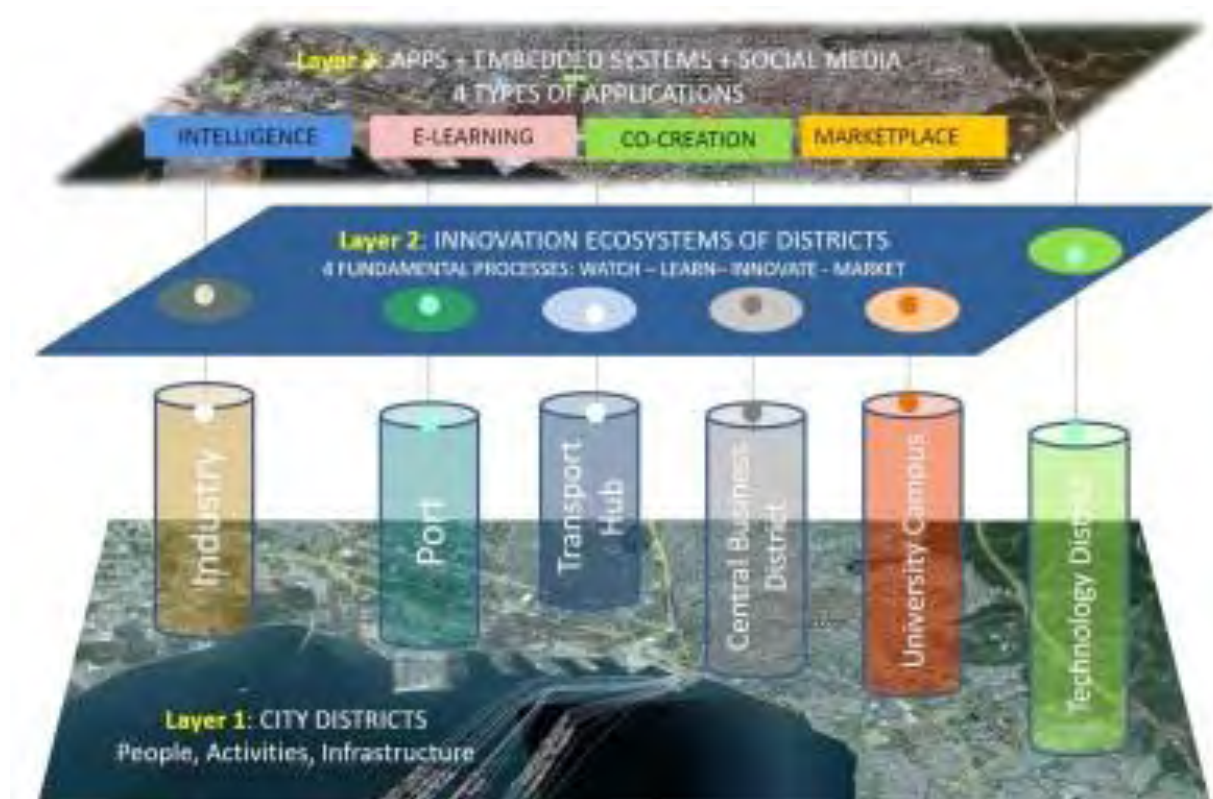 Layer 3: APPS + EMBEDDED SYSTEMS + SOCIAL MEDIA
4 TYPES OF APPLICATIONS
INTELLIGENCE
E-LEARNING
CO-CREATION
MARKETPLACE
Layer 2: INNOVATION ECOSYSTEMS OF DISTRICTS
4 FUNDAMENTAL PROCESSES: WATCH – LEARN– INNOVATE - MARKET
Industry
Port
Transport
Hub
Central Business
District
University Campus
Technology District
Layer 1: CITY DISTRICTS
People, Activities, Infrastructure